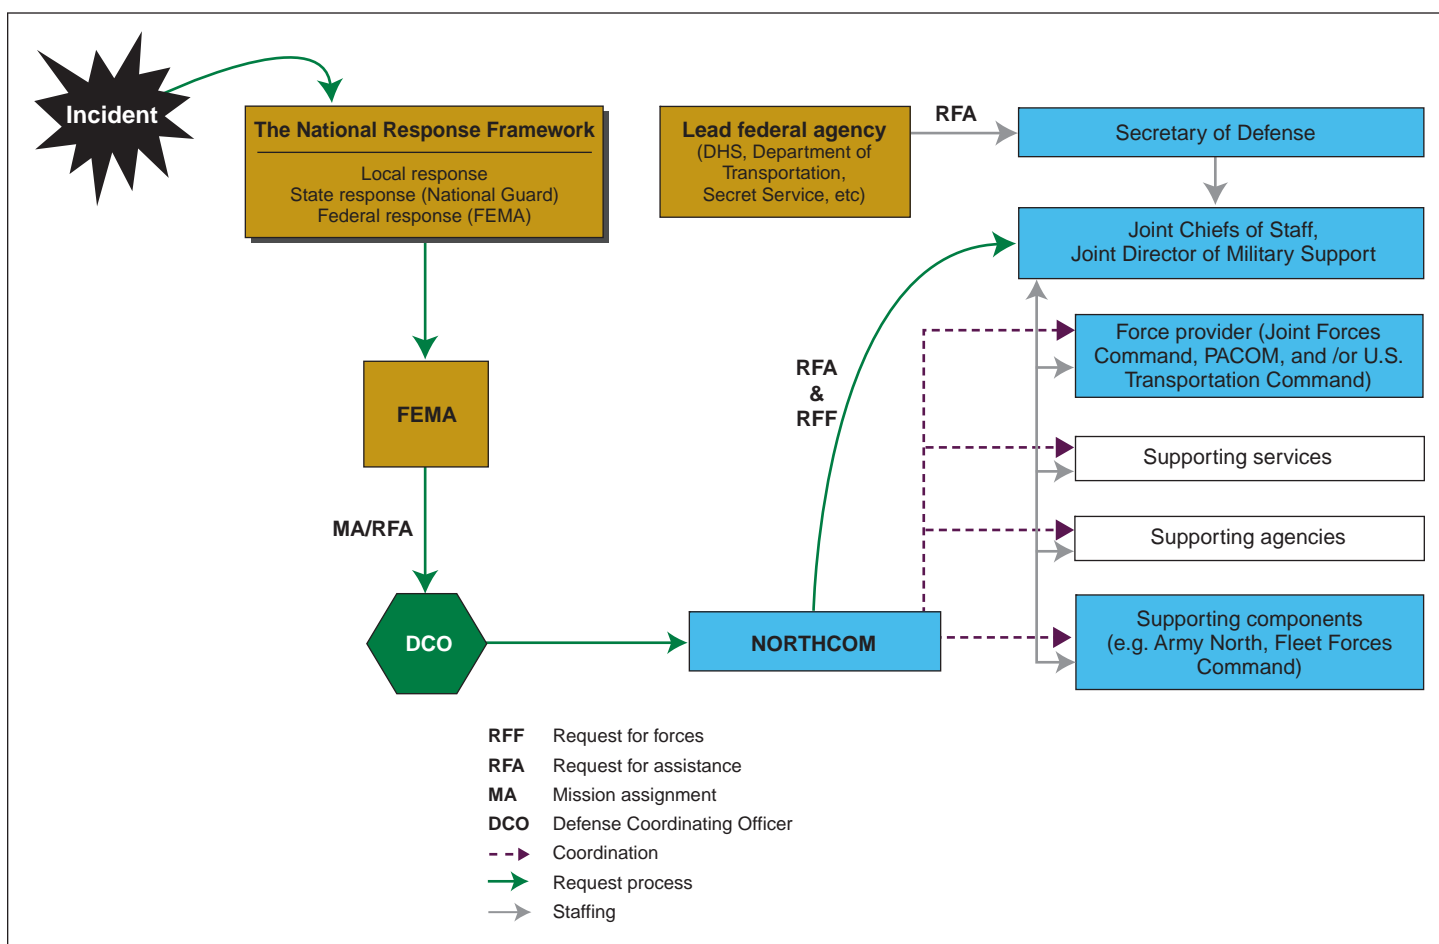 Incident
The National Response Framework
Local response
State response (National Guard)
Federal response (FEMA)
Lead federal agency
(DHS, Department of
Transportation,
Secret Service, etc)
RFA
Secretary of Defense
Joint Chiefs of Staff,
Joint Director of Military Support
Force provider (Joint Forces
Command, PACOM, and /or U.S.
Transportation Command)
RFA
&
RFF
FEMA
Supporting services
MA/RFA
Supporting agencies
DCO
NORTHCOM
Supporting components
(e.g. Army North, Fleet Forces
Command)
RFF Request for forces
RFA Request for assistance
MA Mission assignment
DCO Defense Coordinating Officer
Coordination
Request process
Staffing